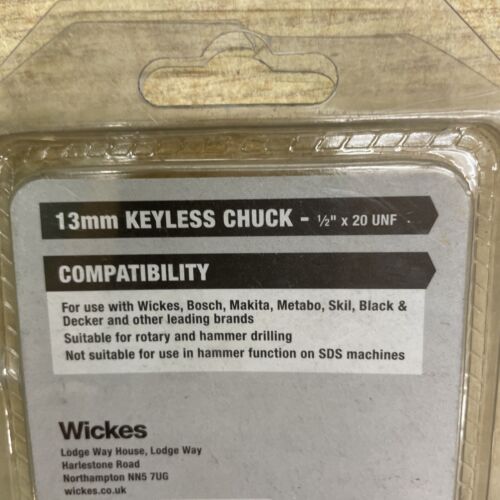 13mm KEYLESS CHUCK - ½" x 20 UNF
COMPATIBILITY
For use with Wickes, Bosch, Makita, Metabo, Skil, Black &
Decker and other leading brands
Suitable for rotary and hammer drilling
Not suitable for use in hammer function on SDS machines
Wickes
Lodge Way House, Lodge Way
Harlestone Road
Northampton NN5 7UG
wickes.co.uk